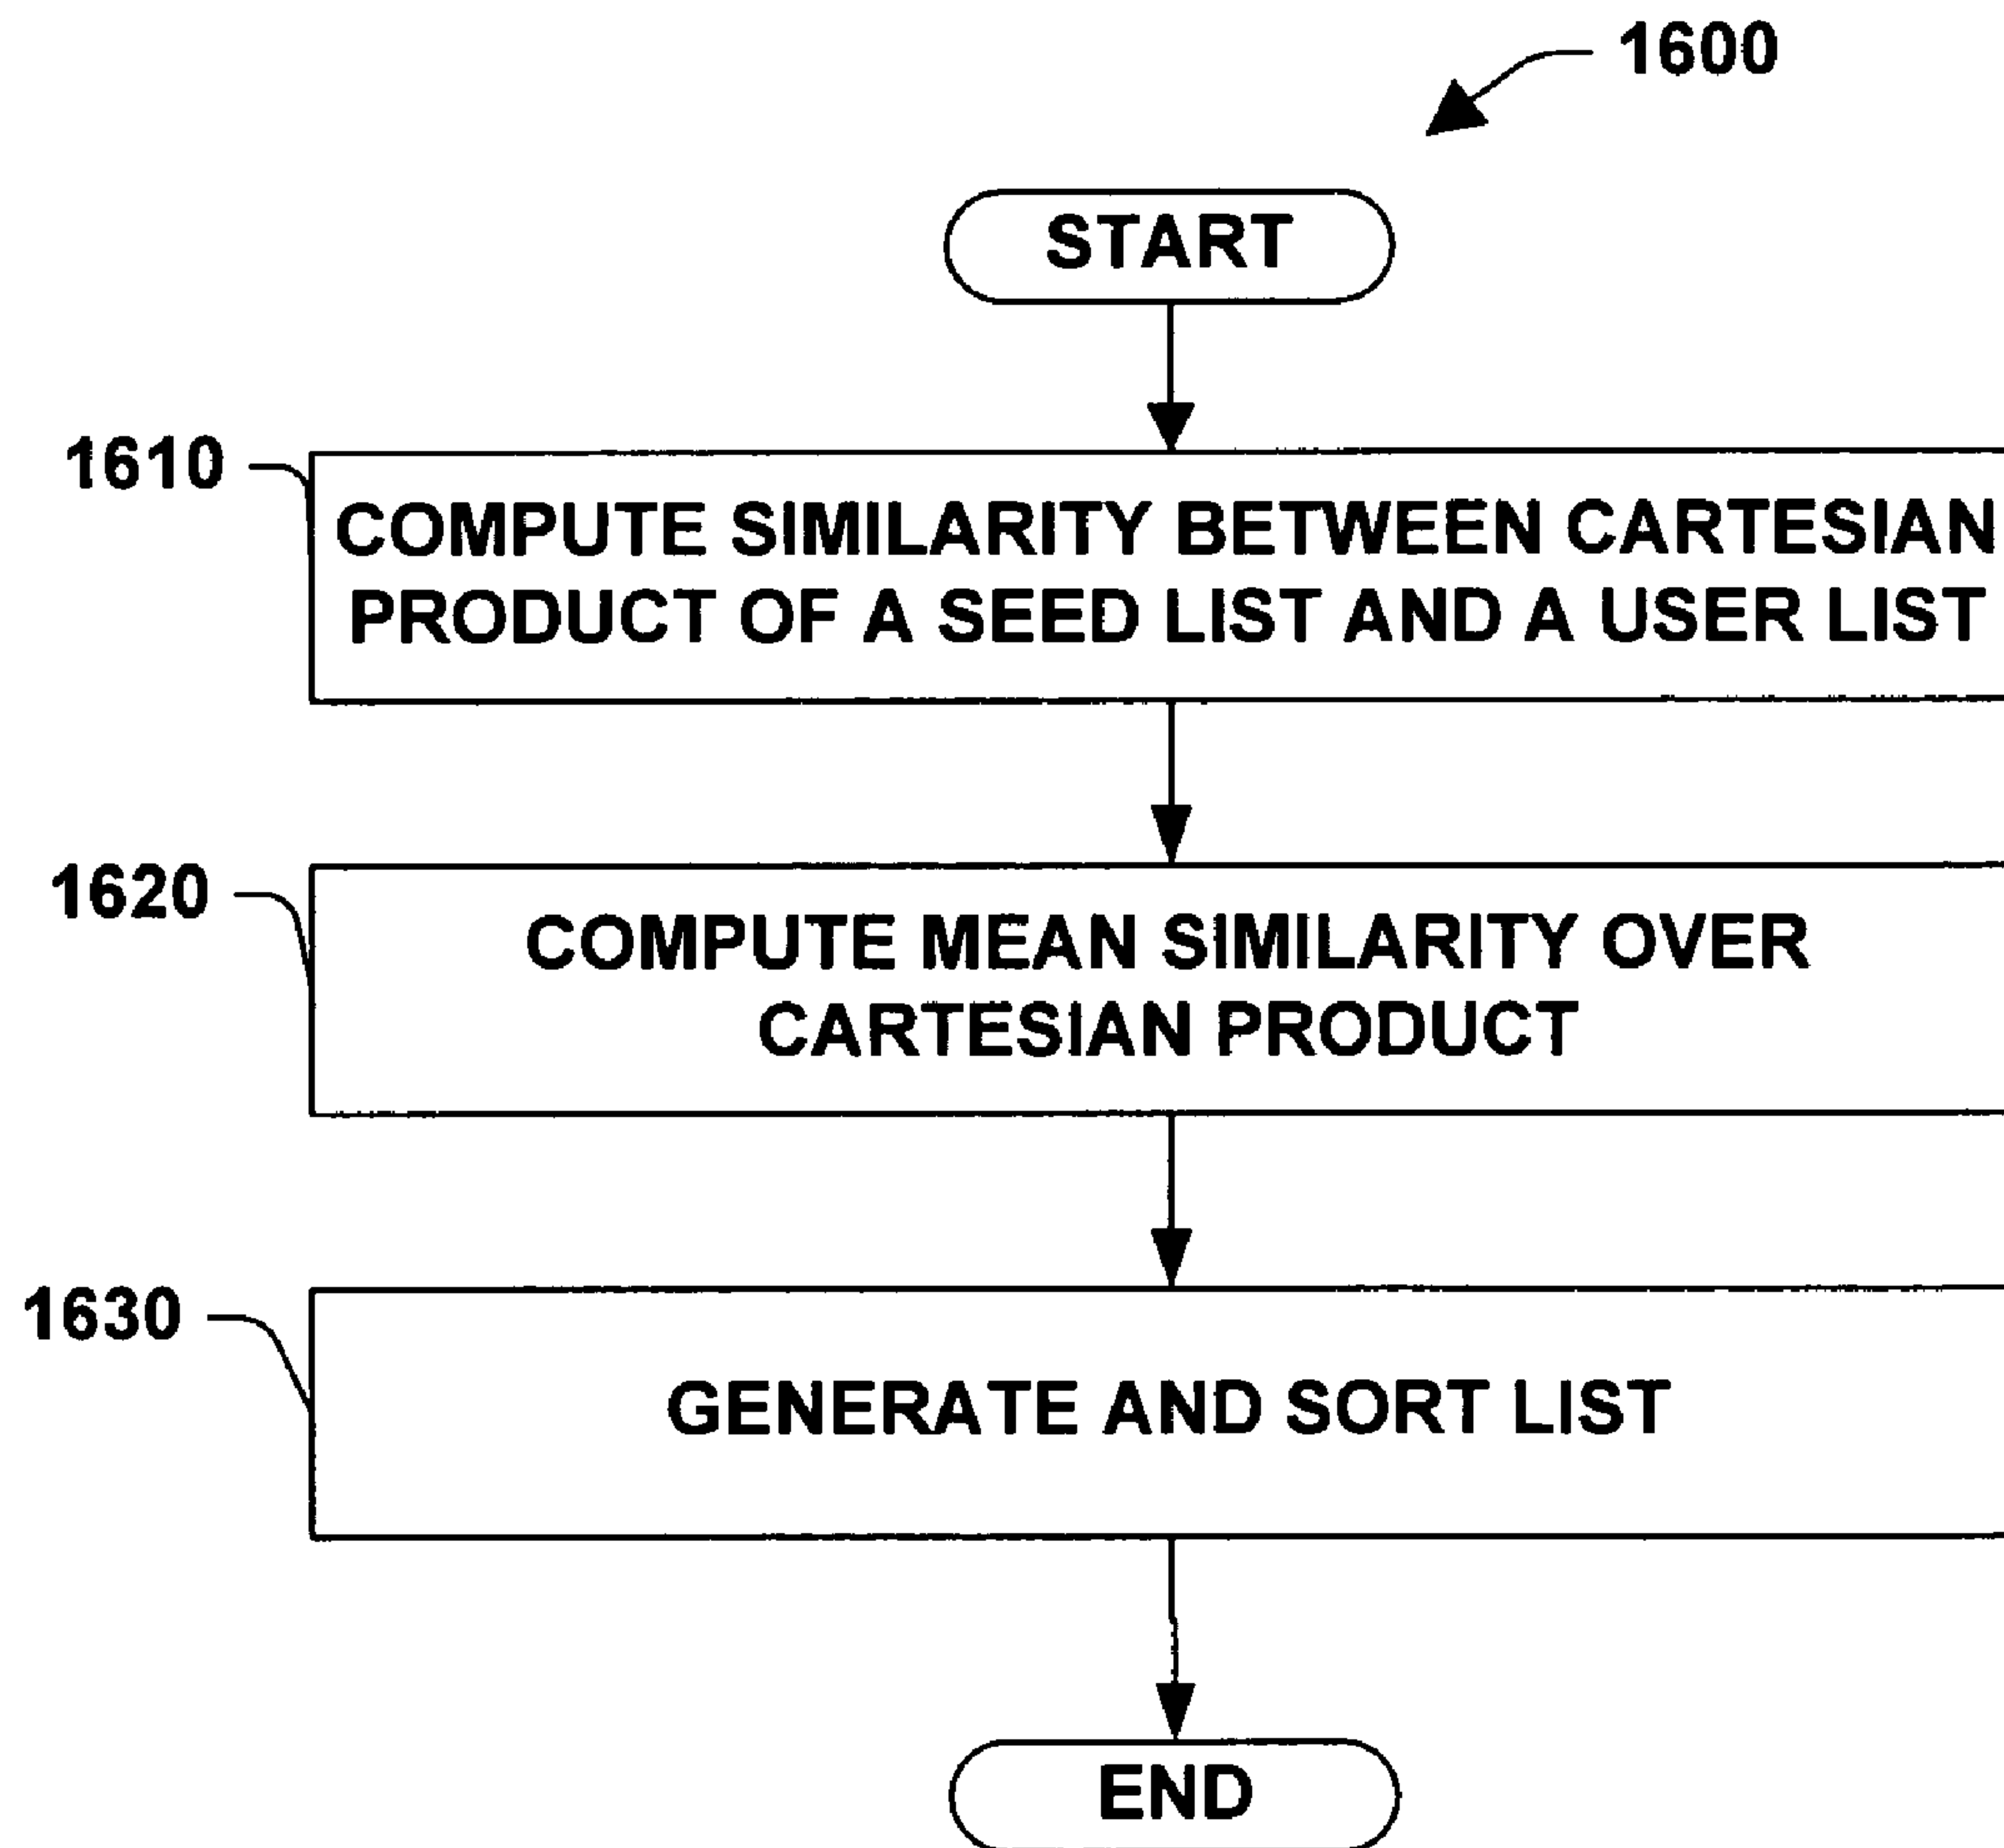 1600
START
1610
COMPUTE SIMILARITY BETWEEN CARTESIAN
PRODUCT OF A SEED LIST AND A USER LIST
1620
COMPUTE MEAN SIMILARITY OVER
CARTESIAN PRODUCT
1630
GENERATE AND SORT LIST
END